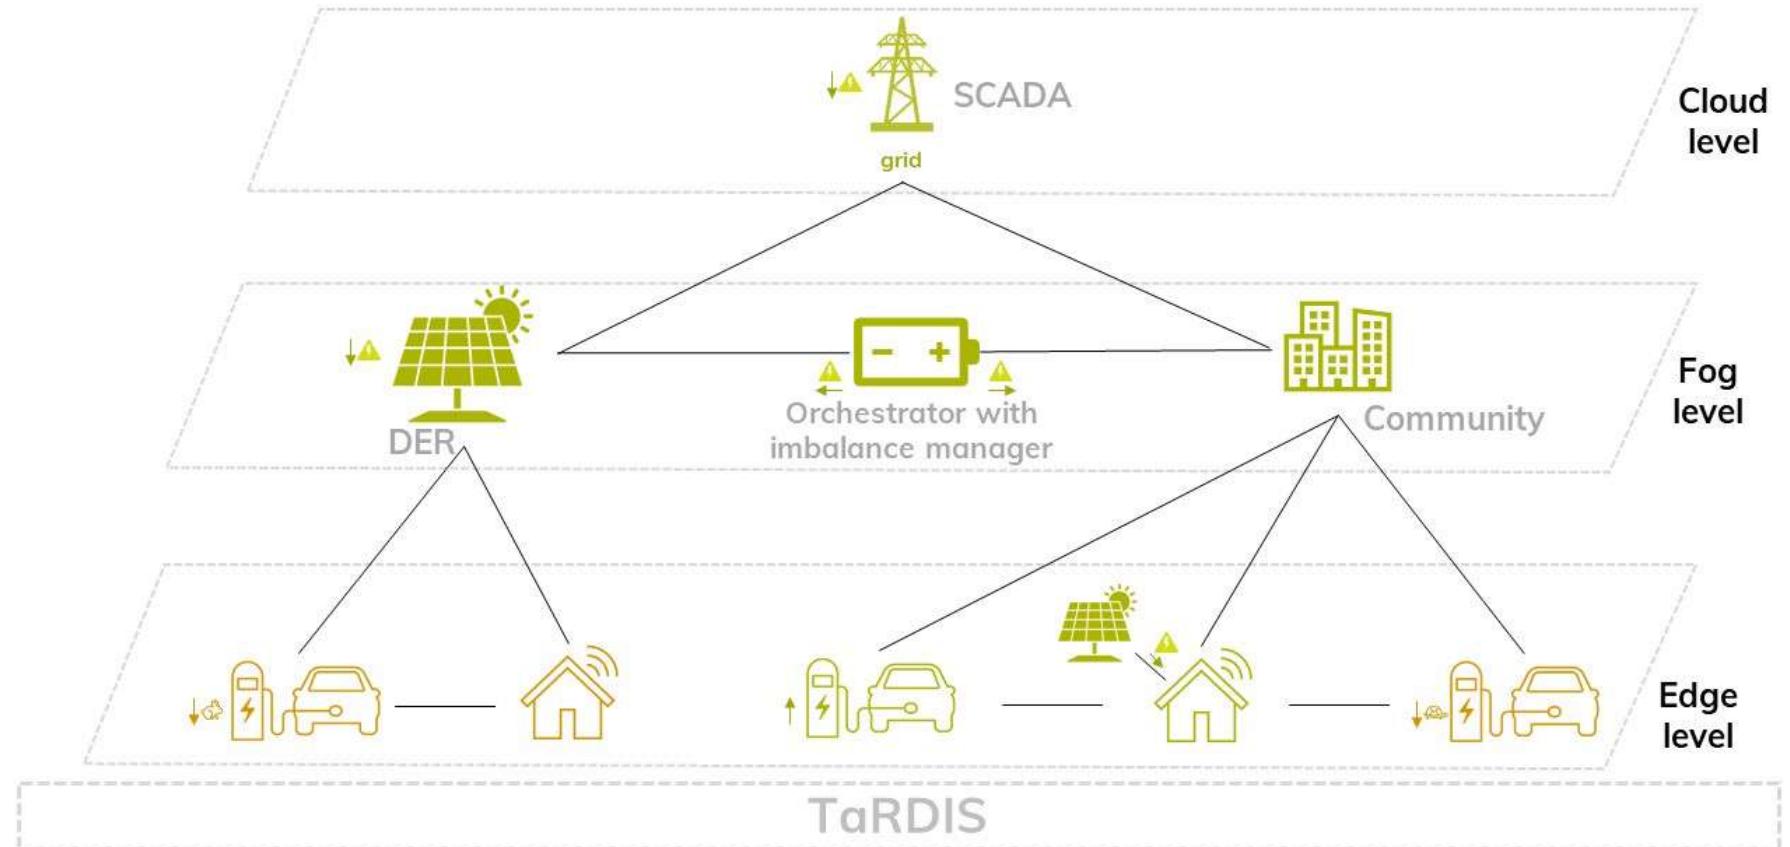 SCADA
Cloud
level
grid
Fog
level
Orchestrator with
imbalance manager
DER
Community
Edge
level
TaRDIS